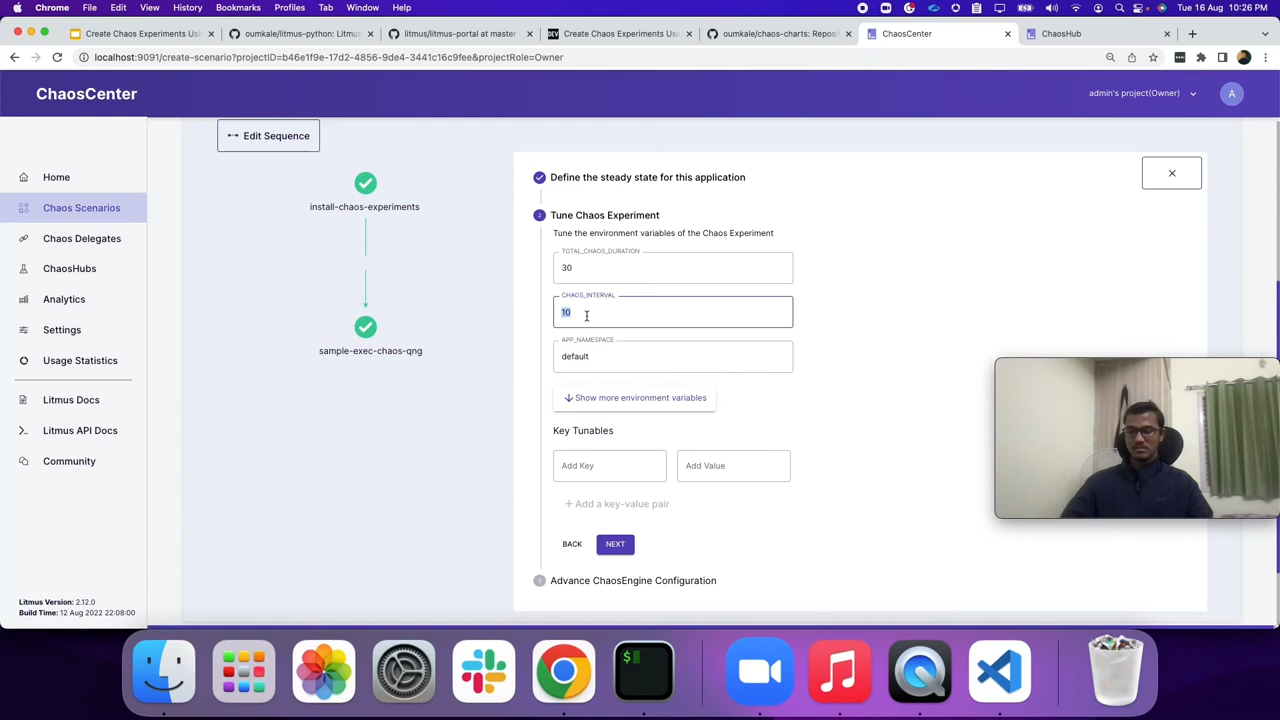 Chrome File Edit View History Bookmarks Profiles Tab Window Help Tue 16 Aug 10:26 PM
Create Chaos Experiments Us oumkale/litmus-python: Litmus litmus/litmus-portal at master DEV Create Chaos Experiments Us oumkale/chaos-charts: Reposi ChaosCenter ChaosHub
localhost:9091/create-scenario?projectID=b46f1f9e-17d2-4856-9de4-3441c16c9fee&projectRole=Owner
ChaosCenter
admin's project(Owner)
A
Home
Chaos Scenarios
Chaos Delegates
ChaosHubs
Analytics
Settings
Usage Statistics
Litmus Docs
Litmus API Docs
Community
Litmus Version: 2.12.0
Build Time: 12 Aug 2022 22:08:00
Edit Sequence
install-chaos-experiments
sample-exec-chaos-qng
Define the steady state for this application
2 Tune Chaos Experiment
Tune the environment variables of the Chaos Experiment
TOTAL_CHAOS_DURATION
30
CHAOS_INTERVAL
10
APP_NAMESPACE
default
Show more environment variables
Key Tunables
Add Key Add Value
+ Add a key-value pair
BACK NEXT
3 Advance ChaosEngine Configuration
$